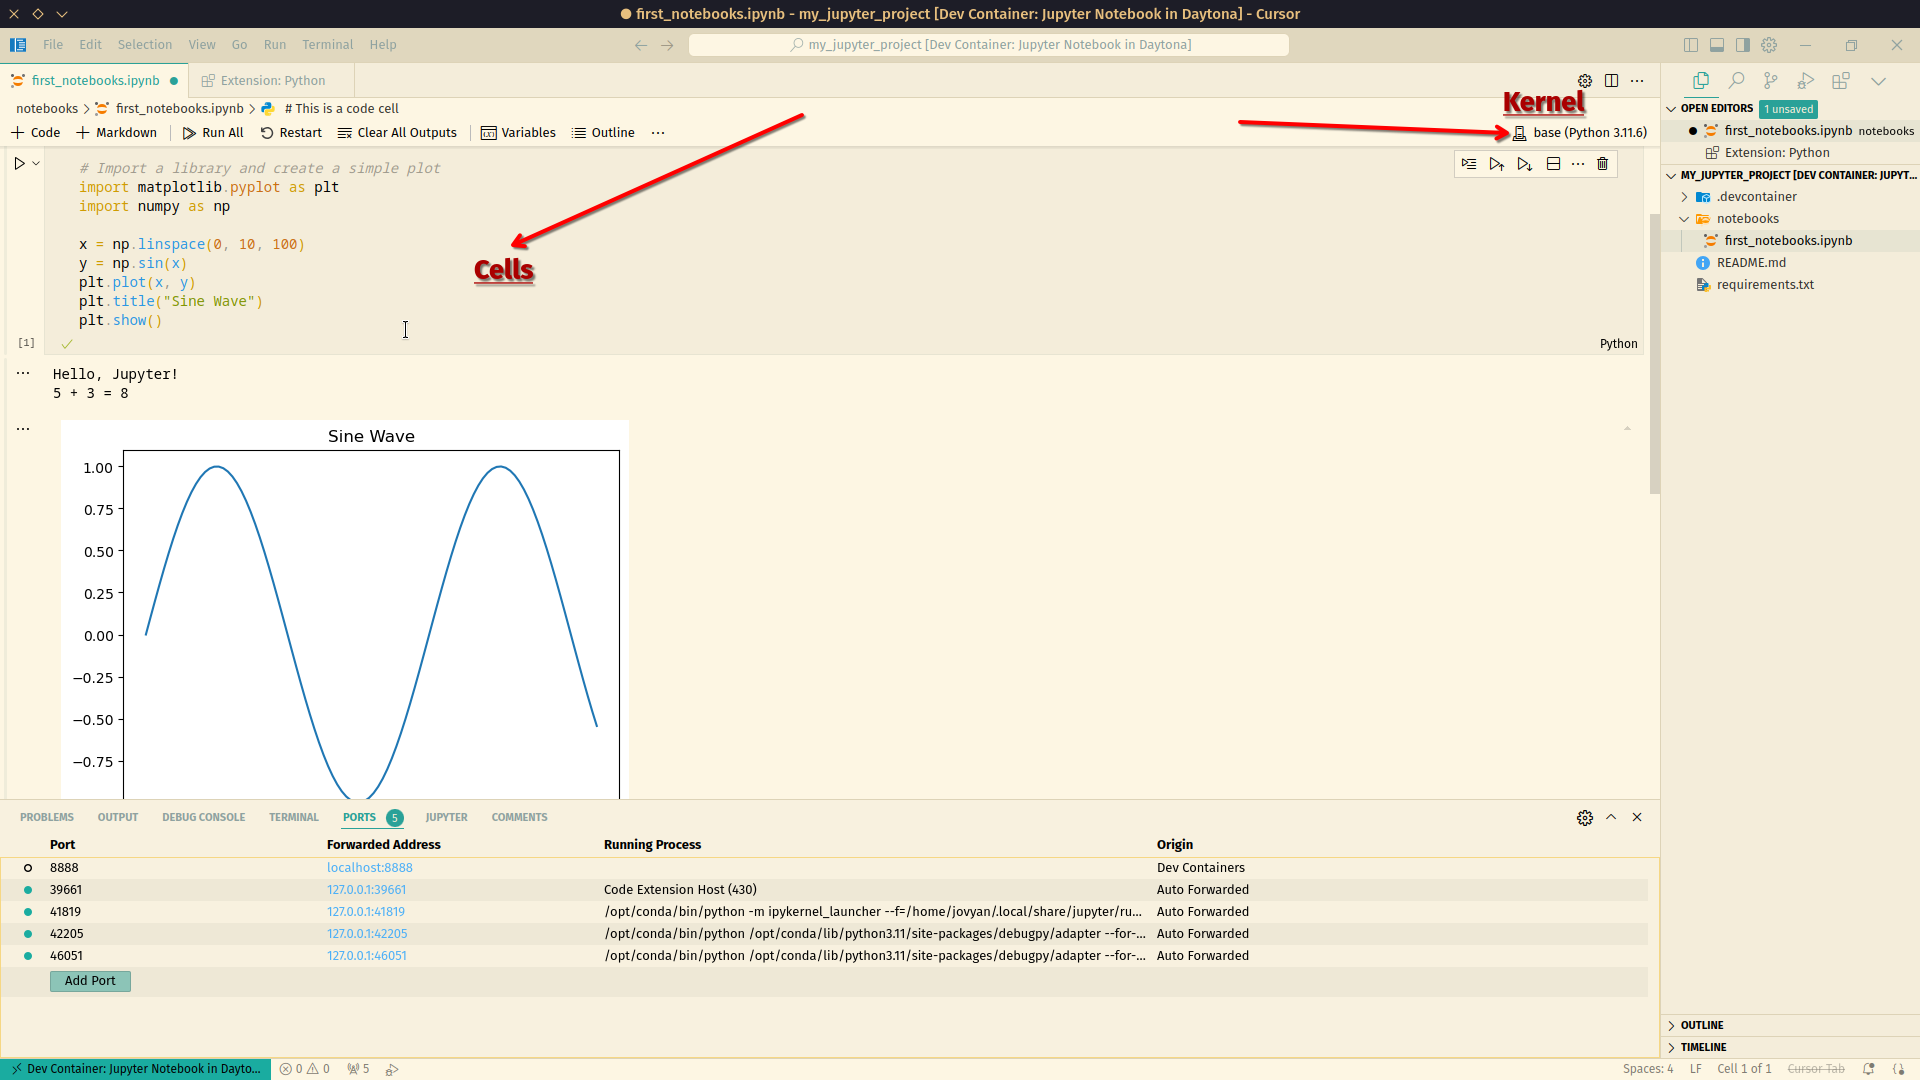 first_notebooks.ipynb - my_jupyter_project [Dev Container: Jupyter Notebook in Daytona] - Cursor
File Edit Selection View Go Run Terminal Help
my_jupyter_project [Dev Container: Jupyter Notebook in Daytona]
first_notebooks.ipynb
Extension: Python
notebooks > first_notebooks.ipynb > # This is a code cell
Kernel
+ Code + Markdown Run All Restart Clear All Outputs Variables Outline ...
base (Python 3.11.6)
# Import a library and create a simple plot
import matplotlib.pyplot as plt
import numpy as np
x = np.linspace(0, 10, 100)
y = np.sin(x)
plt.plot(x, y)
plt.title("Sine Wave")
plt.show()
Cells
[1]
Python
Hello, Jupyter!
5 + 3 = 8
Sine Wave
1.00
0.75
0.50
0.25
0.00
−0.25
−0.50
−0.75
OPEN EDITORS 1 unsaved
first_notebooks.ipynb notebooks
Extension: Python
MY_JUPYTER_PROJECT [DEV CONTAINER: JUPYT...
.devcontainer
notebooks
first_notebooks.ipynb
README.md
requirements.txt
OUTLINE
TIMELINE
PROBLEMS OUTPUT DEBUG CONSOLE TERMINAL PORTS 5 JUPYTER COMMENTS
Port Forwarded Address Running Process Origin
8888 localhost:8888 Dev Containers
39661 127.0.0.1:39661 Code Extension Host (430) Auto Forwarded
41819 127.0.0.1:41819 /opt/conda/bin/python -m ipykernel_launcher --f=/home/jovyan/.local/share/jupyter/ru... Auto Forwarded
42205 127.0.0.1:42205 /opt/conda/bin/python /opt/conda/lib/python3.11/site-packages/debugpy/adapter --for-... Auto Forwarded
46051 127.0.0.1:46051 /opt/conda/bin/python /opt/conda/lib/python3.11/site-packages/debugpy/adapter --for-... Auto Forwarded
Add Port
Dev Container: Jupyter Notebook in Dayto... 0 0 5
Spaces: 4 LF Cell 1 of 1 Cursor Tab